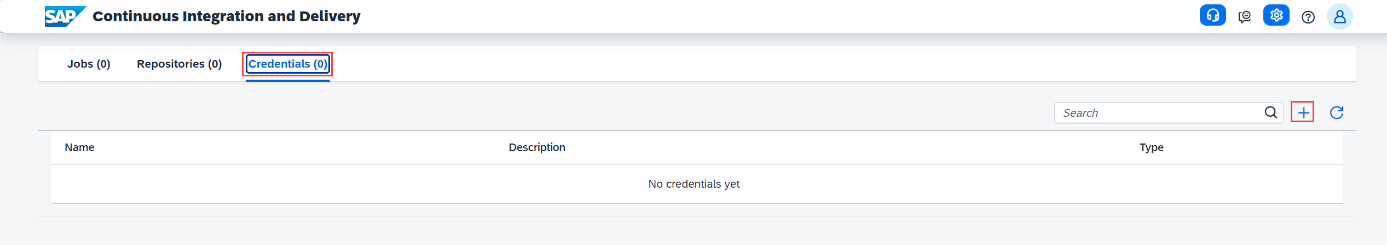 SAP Continuous Integration and Delivery
Jobs (0) Repositories (0) Credentials (0)
Search
Name Description Type
No credentials yet